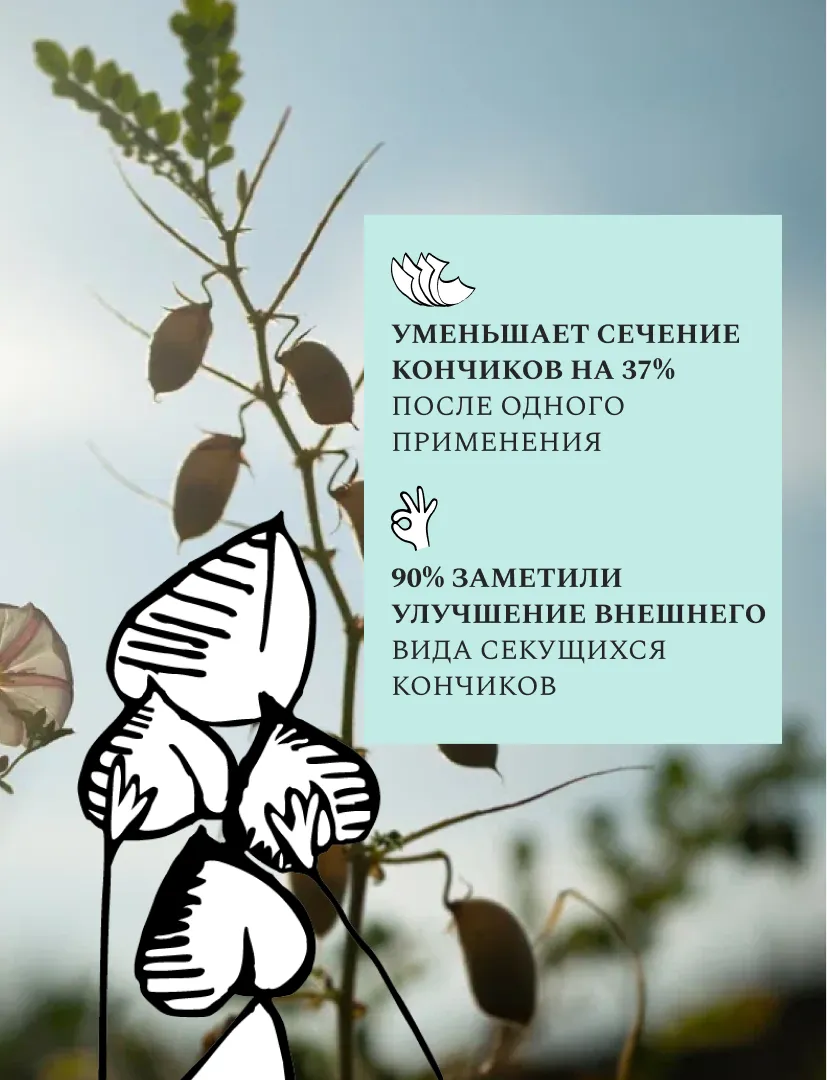 УМЕНЬШАЕТ СЕЧЕНИЕ
КОНЧИКОВ НА 37%
ПОСЛЕ ОДНОГО
ПРИМЕНЕНИЯ
90% ЗАМЕТИЛИ
УЛУЧШЕНИЕ ВНЕШНЕГО
ВИДА СЕКУЩИХСЯ
КОНЧИКОВ